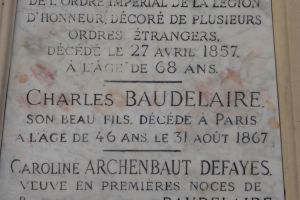 DE L'ORDRE IMPÉRIAL DE LA LÉGION
D'HONNEUR, DÉCORÉ DE PLUSIEURS
ORDRES ÉTRANGERS,
DÉCÉDÉ LE 27 AVRIL 1857,
À L'ÂGE DE 68 ANS.
CHARLES BAUDELAIRE,
SON BEAU FILS, DÉCÉDÉ À PARIS
À L'ÂGE DE 46 ANS, LE 31 AOÛT 1867
CAROLINE ARCHENBAUT DEFAYES,
VEUVE EN PREMIÈRES NOCES DE
BAUDELAIRE